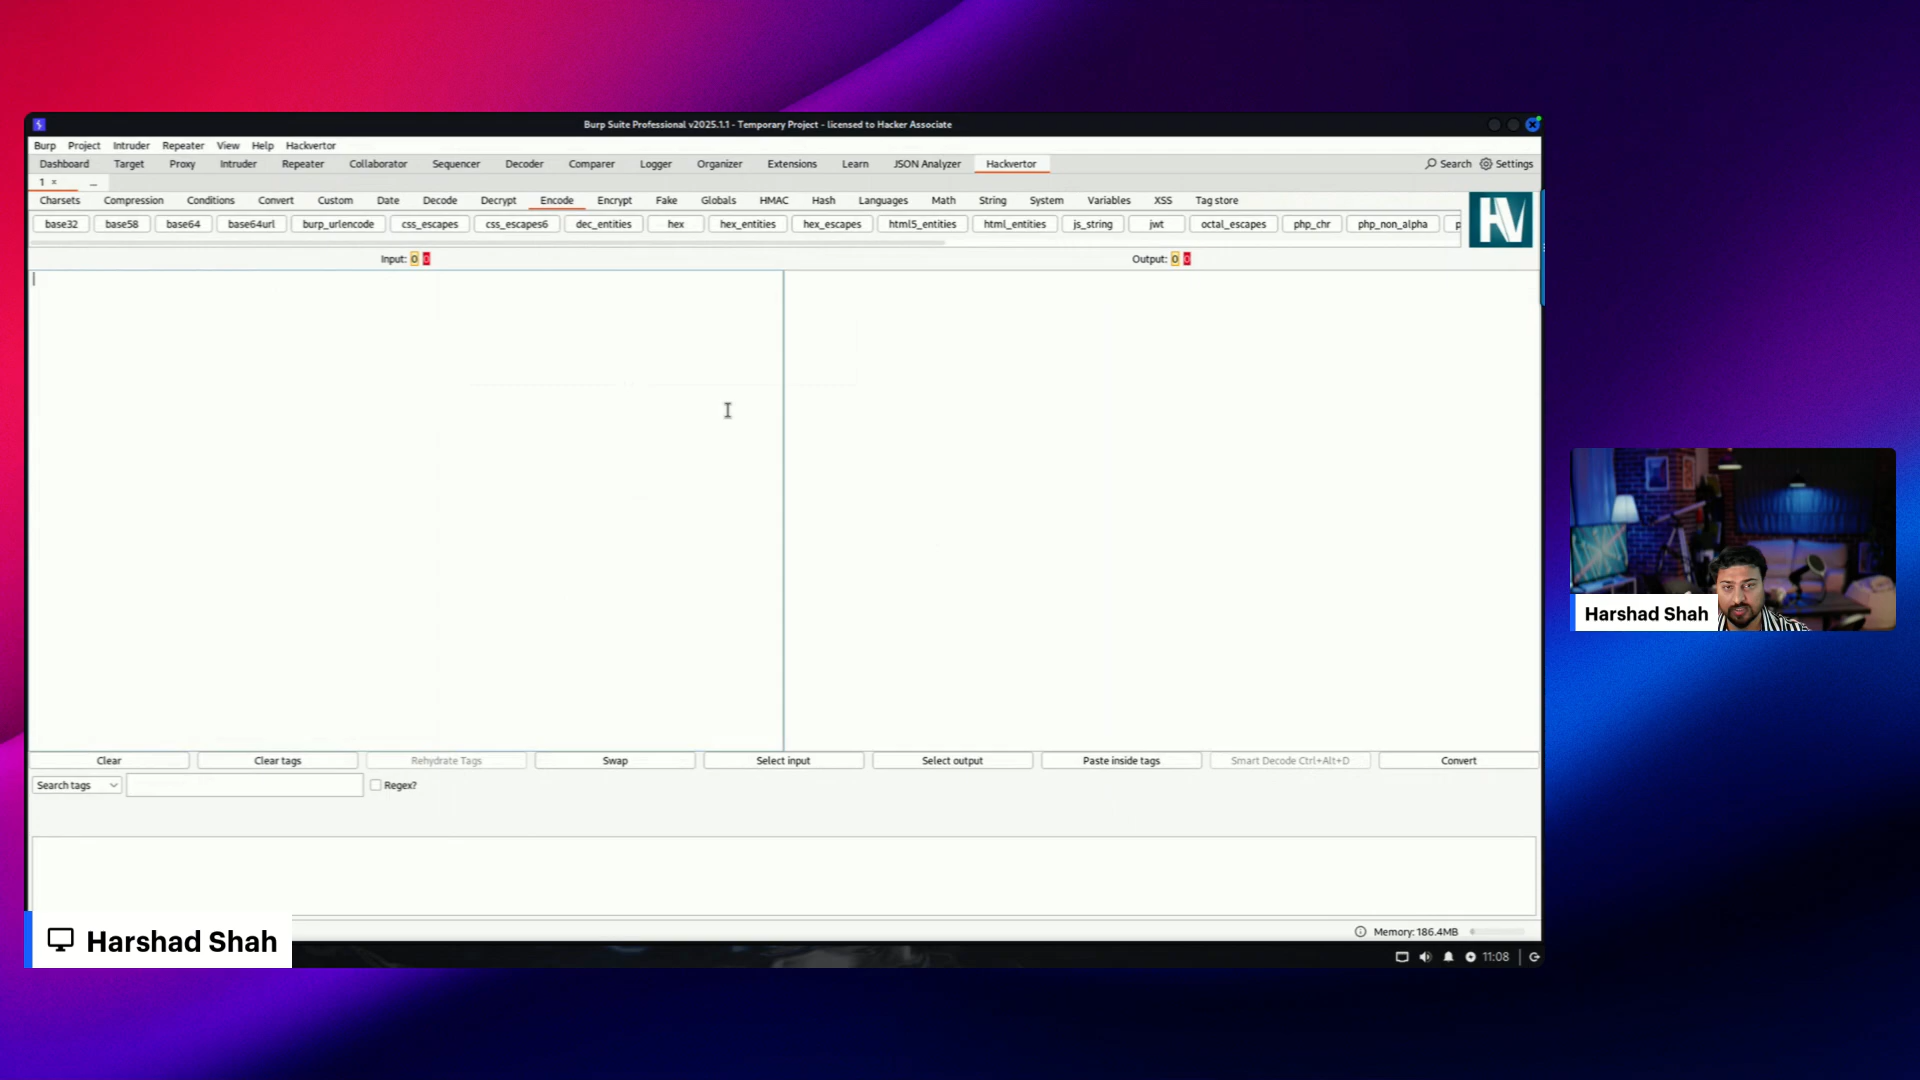 Burp Suite Professional v2025.1.1 - Temporary Project - licensed to Hacker Associate
Burp Project Intruder Repeater View Help Hackvertor
Dashboard Target Proxy Intruder Repeater Collaborator Sequencer Decoder Comparer Logger Organizer Extensions Learn JSON Analyzer Hackvertor Search Settings
1 × ...
Charsets Compression Conditions Convert Custom Date Decode Decrypt Encode Encrypt Fake Globals HMAC Hash Languages Math String System Variables XSS Tag store
base32 base58 base64 base64url burp_urlencode css_escapes css_escapes6 dec_entities hex hex_entities hex_escapes html5_entities html_entities js_string jwt octal_escapes php_chr php_non_alpha p
HV
Input: 0 0 Output: 0 0
Clear Clear tags Rehydrate Tags Swap Select input Select output Paste inside tags Smart Decode Ctrl+Alt+D Convert
Search tags Regex?
Memory: 186.4MB
11:08
Harshad Shah
Harshad Shah